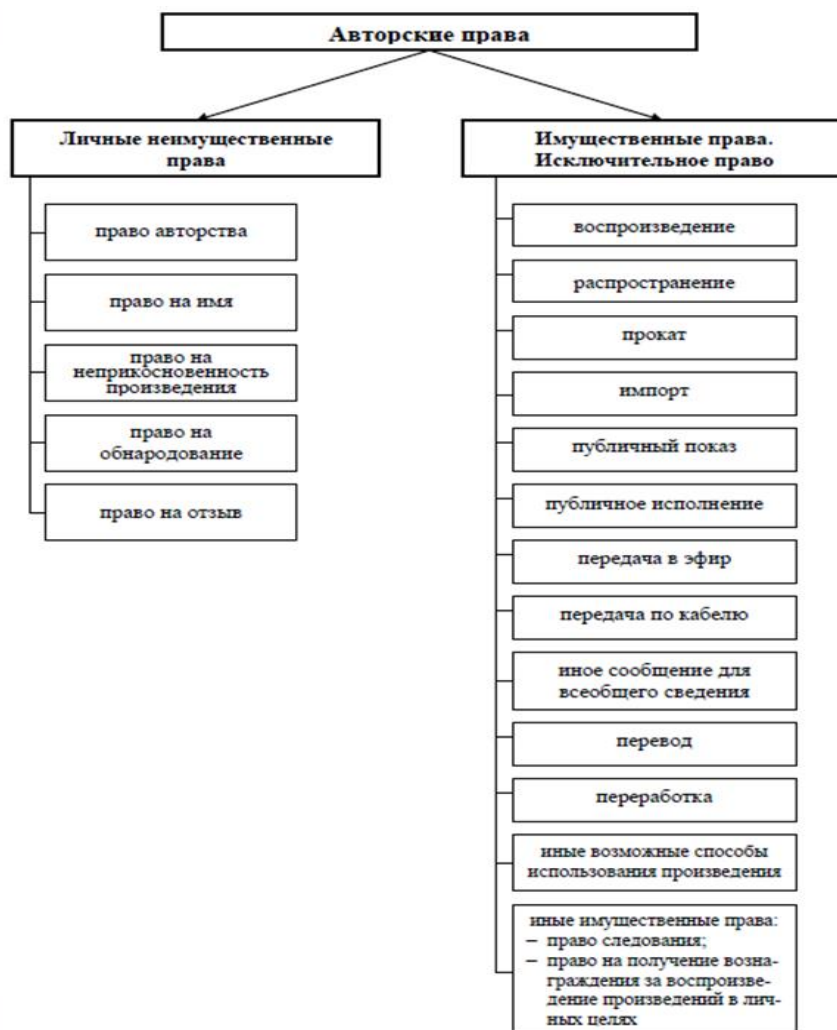 Авторские права
Личные неимущественные
права
право авторства
право на имя
право на
неприкосновенность
произведения
право на
обнародование
право на отзыв
Имущественные права.
Исключительное право
воспроизведение
распространение
прокат
импорт
публичный показ
публичное исполнение
передача в эфир
передача по кабелю
иное сообщение для
всеобщего сведения
перевод
переработка
иные возможные способы
использования произведения
иные имущественные права:
– право следования;
– право на получение возна-
граждения за воспроизве-
дение произведений в лич-
ных целях